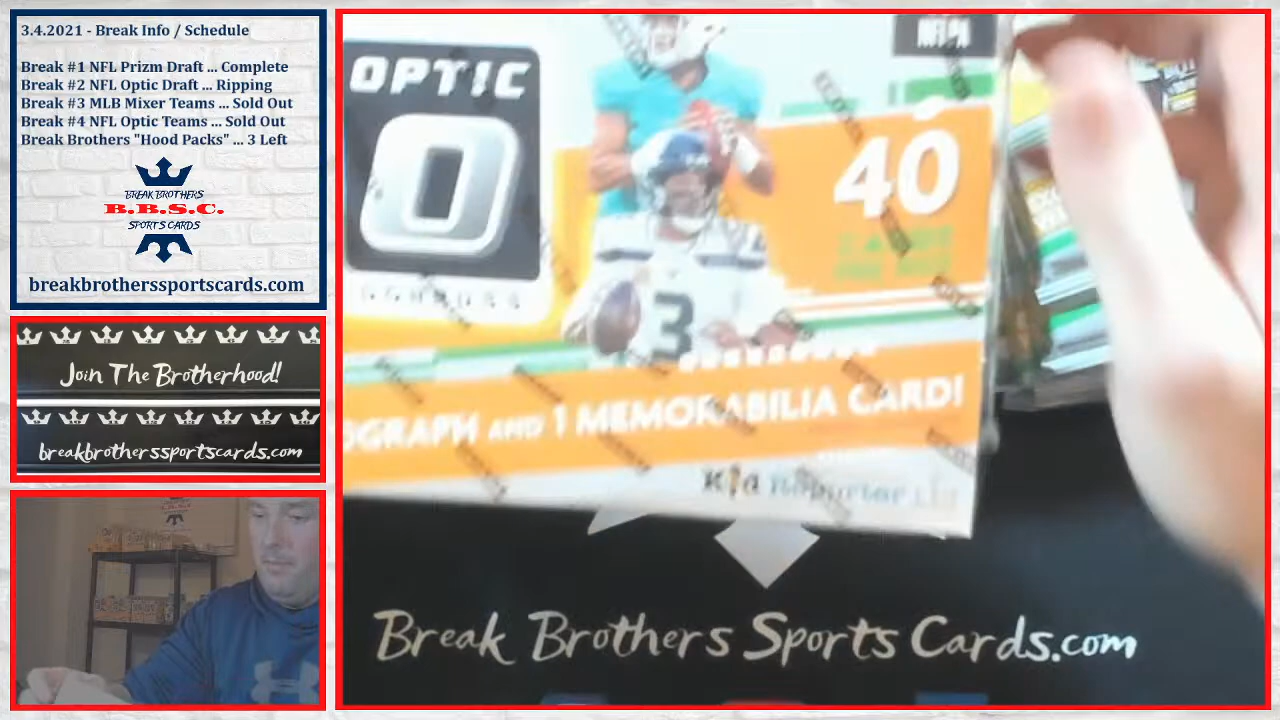 3.4.2021 - Break Info / Schedule
Break #1 NFL Prizm Draft ... Complete
Break #2 NFL Optic Draft ... Ripping
Break #3 MLB Mixer Teams ... Sold Out
Break #4 NFL Optic Teams ... Sold Out
Break Brothers "Hood Packs" ... 3 Left
BREAK BROTHERS
B.B.S.C.
SPORTS CARDS
breakbrotherssportscards.com
Join The Brotherhood!
breakbrotherssportscards.com
OPTIC
O
DONRUSS
40
3
OGRAPH AND 1 MEMORABILIA CARD!
Kid Reporter
Break Brothers Sports Cards.com